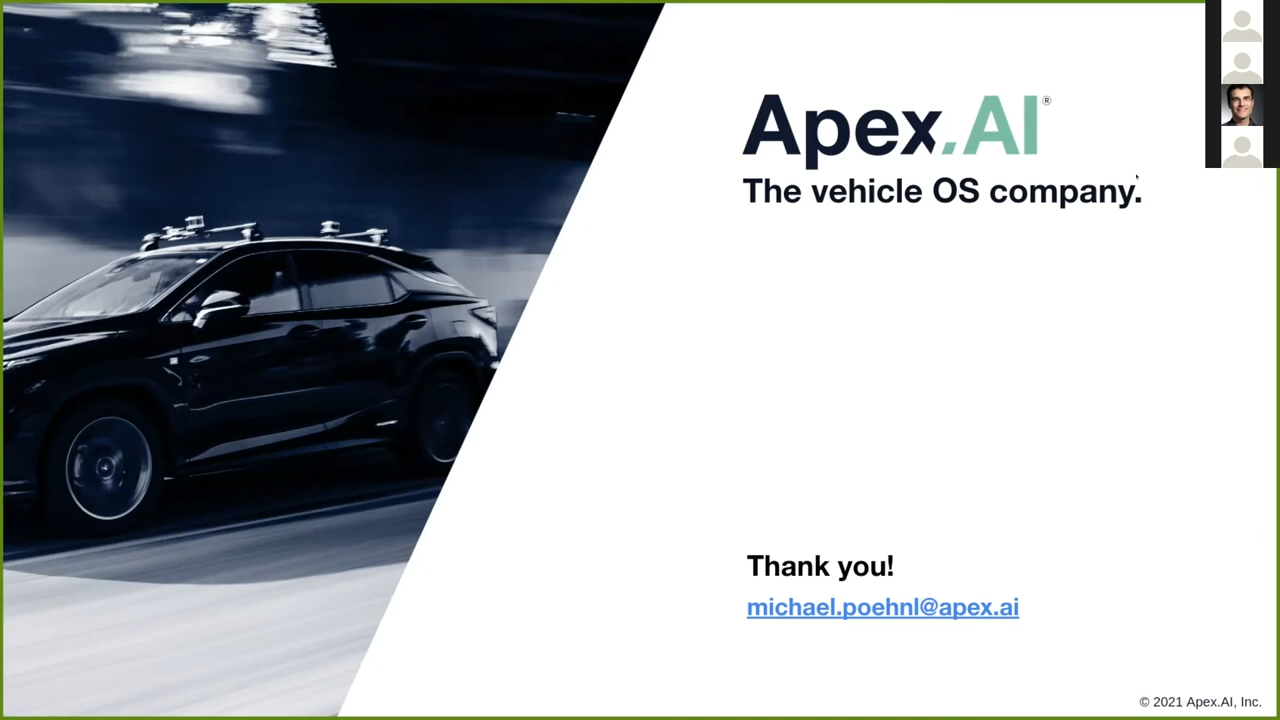 Apex.AI®
The vehicle OS company.
Thank you!
michael.poehnl@apex.ai
© 2021 Apex.AI, Inc.